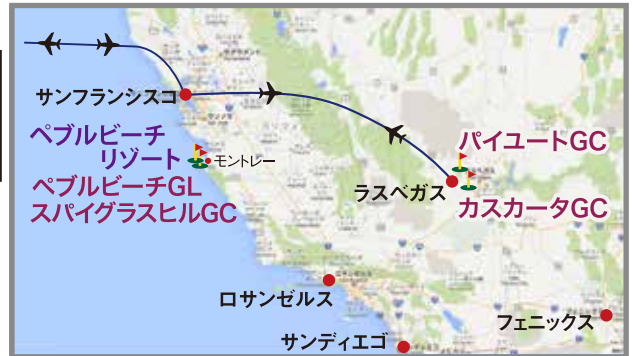 サンフランシスコ
ペブルビーチ
リゾート
モントレー
ペブルビーチGL
スパイグラスヒルGC
パイユートGC
ラスベガス
カスカータGC
ロサンゼルス
フェニックス
サンディエゴ